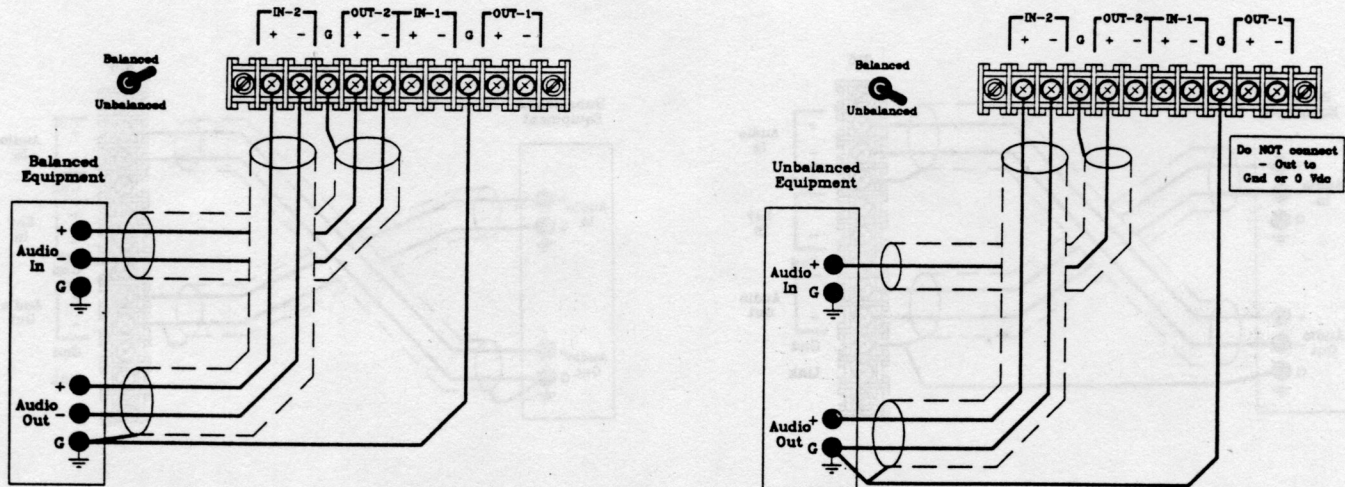 IN-2 OUT-2 IN-1 OUT-1
+ - G + - + - G + -
Balanced
Unbalanced
Balanced
Equipment
+
Audio
In
-
G
+
Audio
Out
-
G
IN-2 OUT-2 IN-1 OUT-1
+ - G + - + - G + -
Balanced
Unbalanced
Do NOT connect
- Out to
Gnd or 0 Vdc
Unbalanced
Equipment
+
Audio
In
G
+
Audio
Out
G